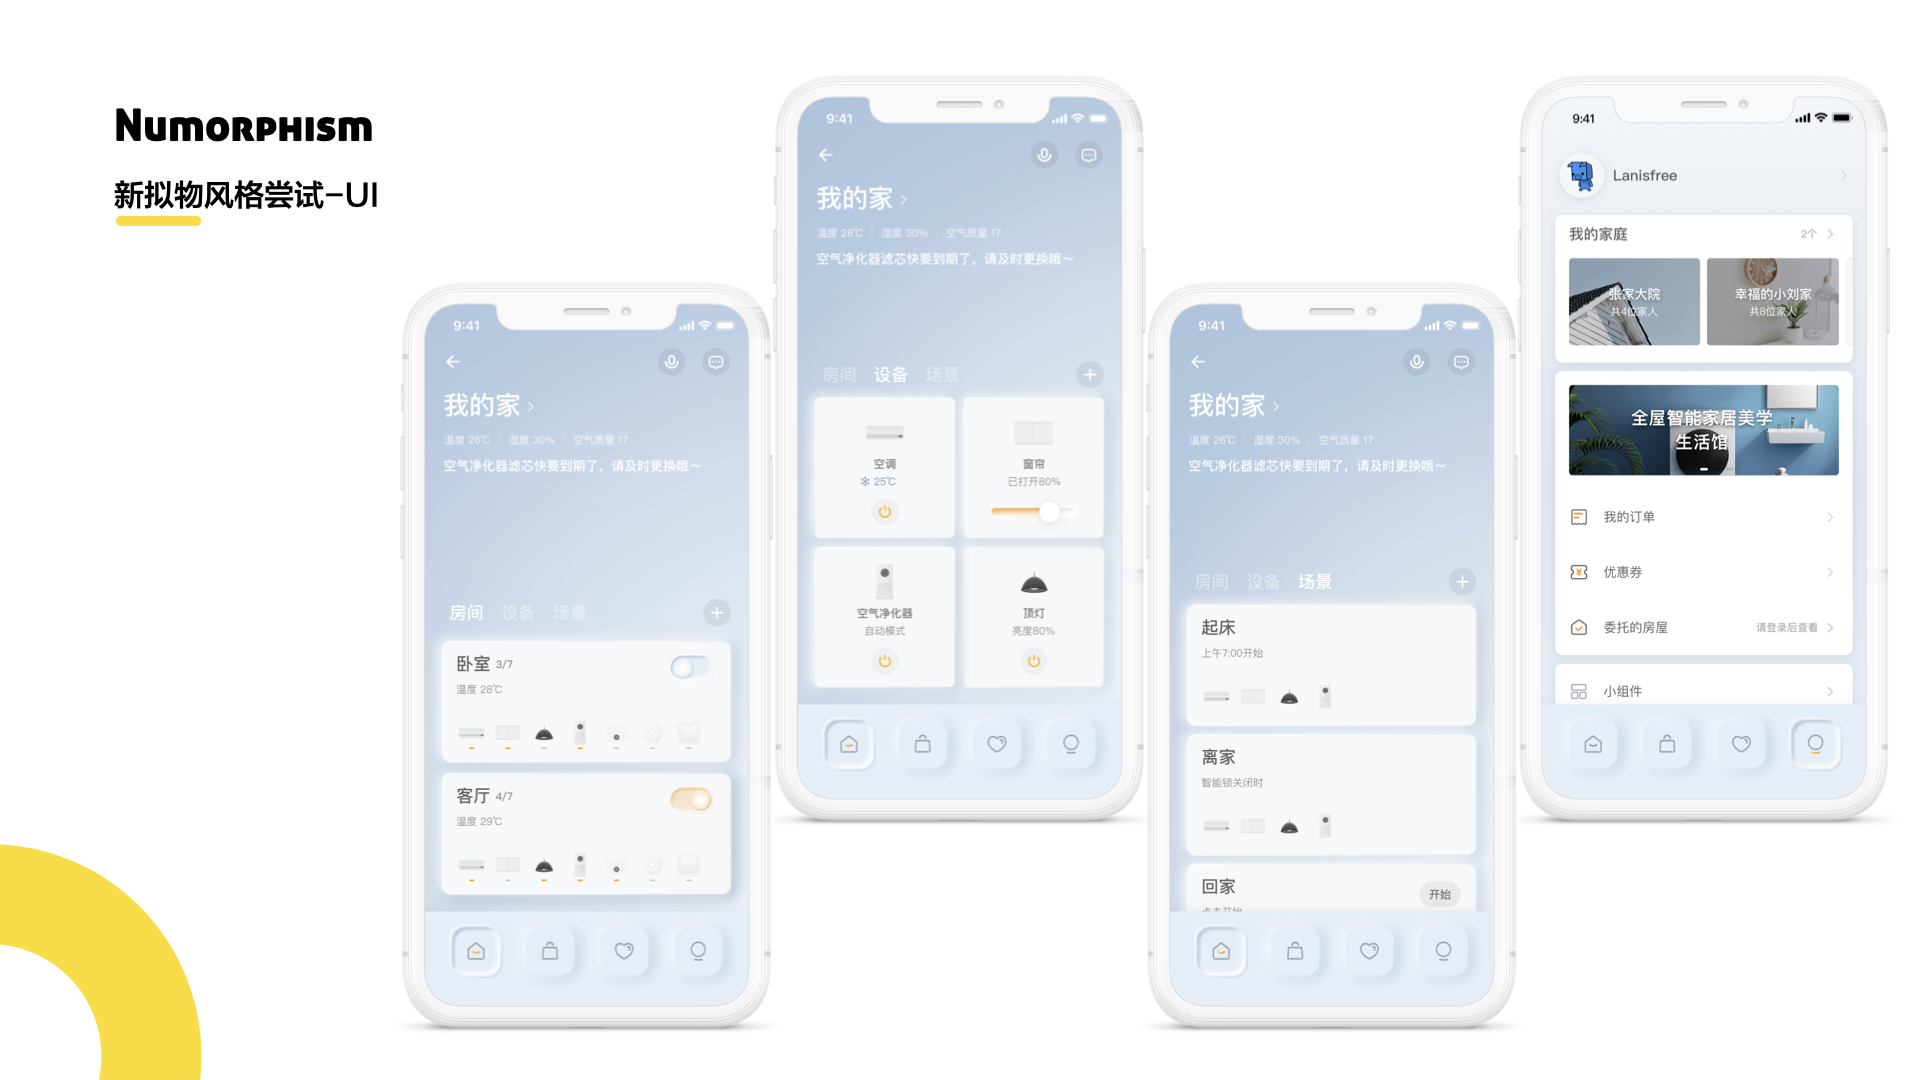 Numorphism
新拟物风格尝试-UI
9:41
我的家
温度 26℃ 湿度 30% 空气质量 17
空气净化器滤芯快要到期了，请及时更换哦～
房间 设备 场景
卧室 3/7
温度 28℃
客厅 4/7
温度 29℃
9:41
我的家
温度 26℃ 湿度 30% 空气质量 17
空气净化器滤芯快要到期了，请及时更换哦～
房间 设备 场景
空调
25℃
窗帘
已打开80%
空气净化器
自动模式
顶灯
亮度80%
9:41
我的家
温度 26℃ 湿度 30% 空气质量 17
空气净化器滤芯快要到期了，请及时更换哦～
房间 设备 场景
起床
上午7:00开始
离家
智能锁关闭时
回家
开始
点击开始
9:41
Lanisfree
我的家庭
2个
张家大院
共4位家人
幸福的小刘家
共8位家人
全屋智能家居美学
生活馆
我的订单
优惠券
委托的房屋
请登录后查看
小组件